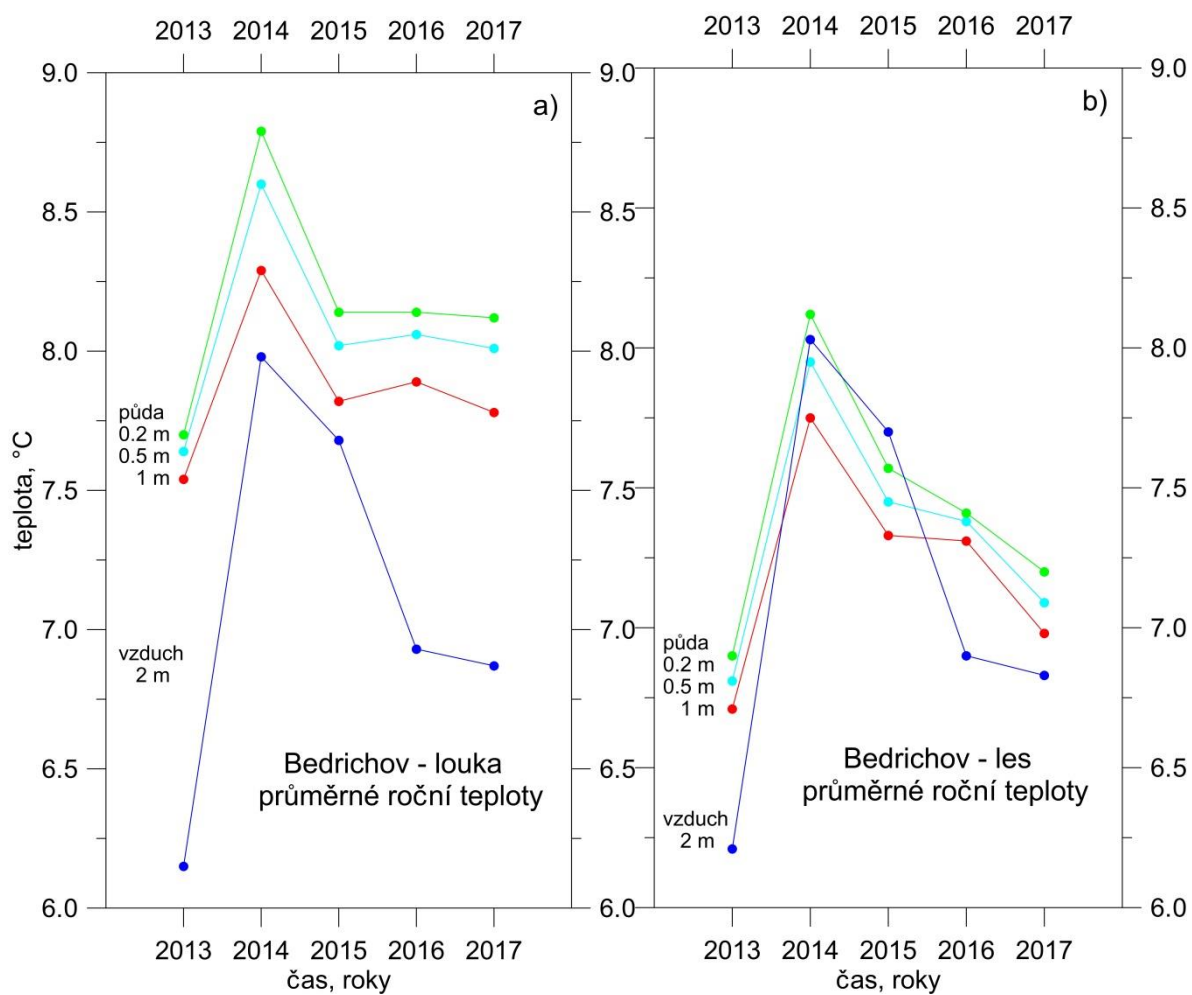 2013 2014 2015 2016 2017
a)
9.0
8.5
8.0
7.5
7.0
6.5
6.0
teplota, °C
půda
0.2 m
0.5 m
1 m
vzduch
2 m
Bedrichov - louka
průměrné roční teploty
2013 2014 2015 2016 2017
čas, roky
9.0
8.5
8.0
7.5
7.0
6.5
6.0
2013 2014 2015 2016 2017
b)
půda
0.2 m
0.5 m
1 m
vzduch
2 m
Bedrichov - les
průměrné roční teploty
9.0
8.5
8.0
7.5
7.0
6.5
6.0
2013 2014 2015 2016 2017
čas, roky